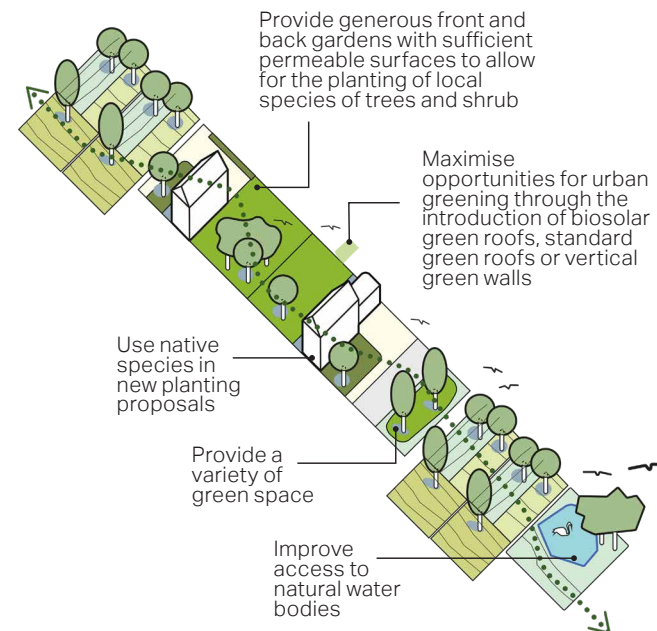 Provide generous front and
back gardens with sufficient
permeable surfaces to allow
for the planting of local
species of trees and shrub
Maximise
opportunities for urban
greening through the
introduction of biosolar
green roofs, standard
green roofs or vertical
green walls
Use native
species in
new planting
proposals
Provide a
variety of
green space
Improve
access to
natural water
bodies